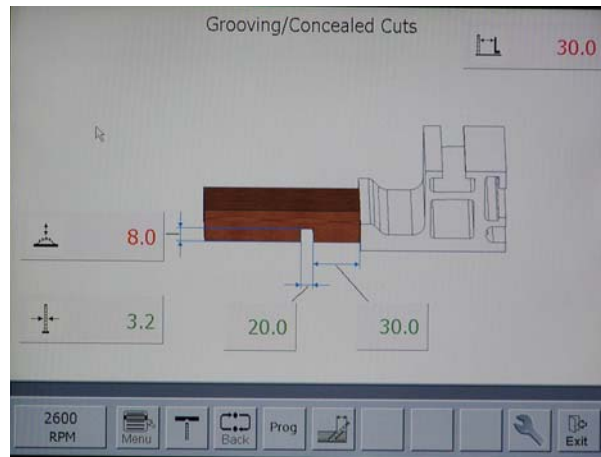 Grooving/Concealed Cuts
30.0
8.0
3.2
20.0
30.0
2600
RPM
Menu
Back
Prog
Exit